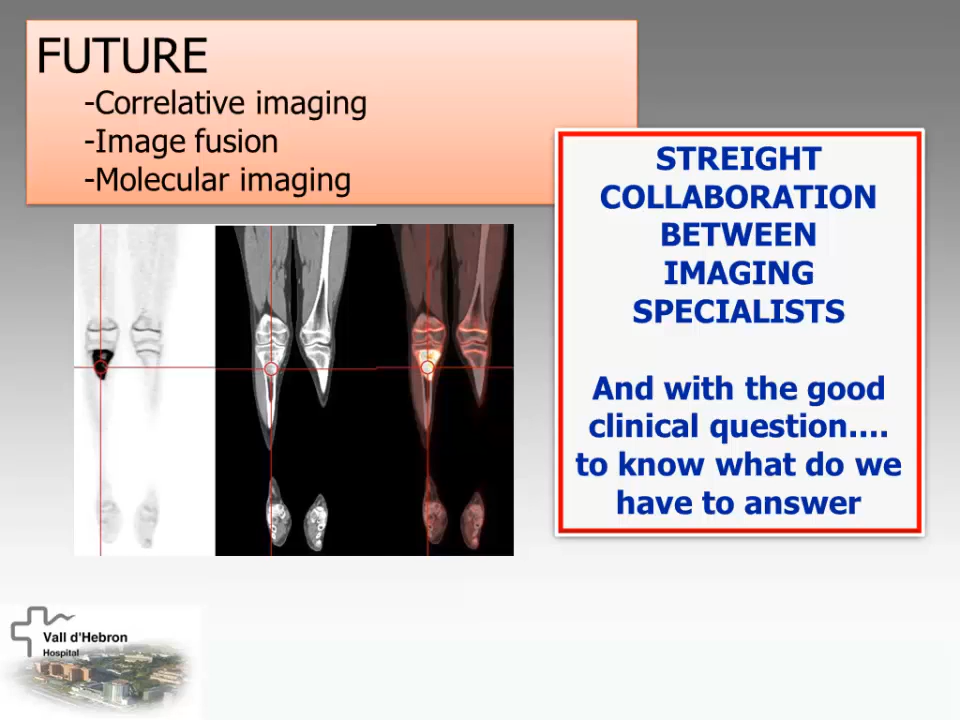 FUTURE
-Correlative imaging
-Image fusion
-Molecular imaging
STREIGHT
COLLABORATION
BETWEEN
IMAGING
SPECIALISTS
And with the good
clinical question....
to know what do we
have to answer
Vall d'Hebron
Hospital